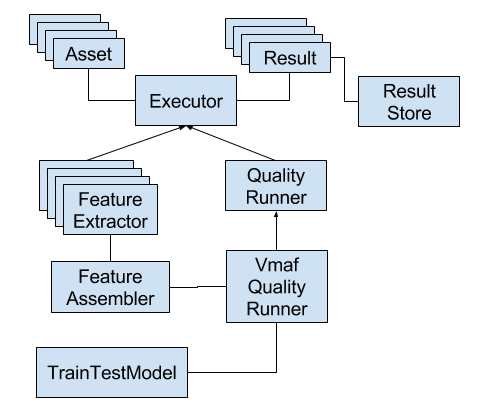 Asset
Result
Executor
Result
Store
Feature
Extractor
Quality
Runner
Feature
Assembler
Vmaf
Quality
Runner
TrainTestModel